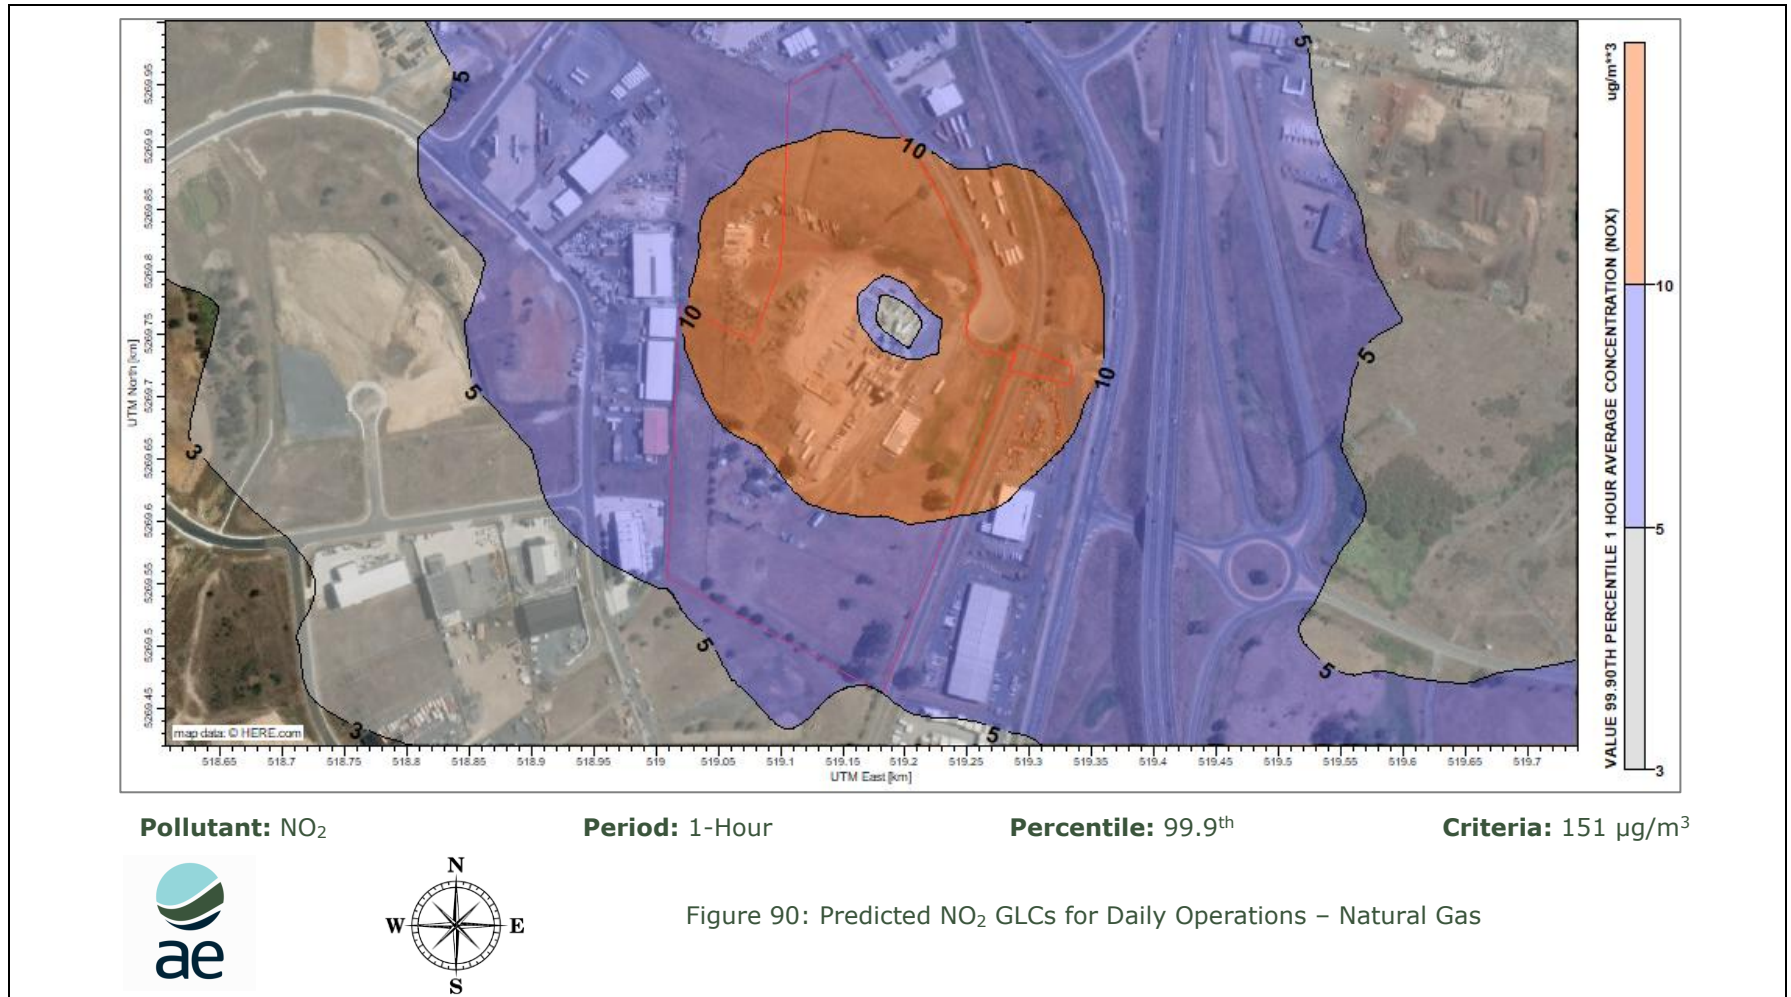 5
5
10
5
5
3
3
5
10
10
5
5
5
UTM North [km]
5269.45
5269.5
5269.55
5269.6
5269.65
5269.7
5269.75
5269.8
5269.85
5269.9
5269.95
map data: © HERE.com
518.65 518.7 518.75 518.8 518.85 518.9 518.95 519 519.05 519.1 519.15 519.2 519.25 519.3 519.35 519.4 519.45 519.5 519.55 519.6 519.65 519.7
UTM East [km]
VALUE 99.90TH PERCENTILE 1 HOUR AVERAGE CONCENTRATION (NOX) ug/m**3
10
5
3
Pollutant: NO₂ Period: 1-Hour Percentile: 99.9ᵗʰ Criteria: 151 µg/m³
ae
N
W E
S
Figure 90: Predicted NO₂ GLCs for Daily Operations – Natural Gas